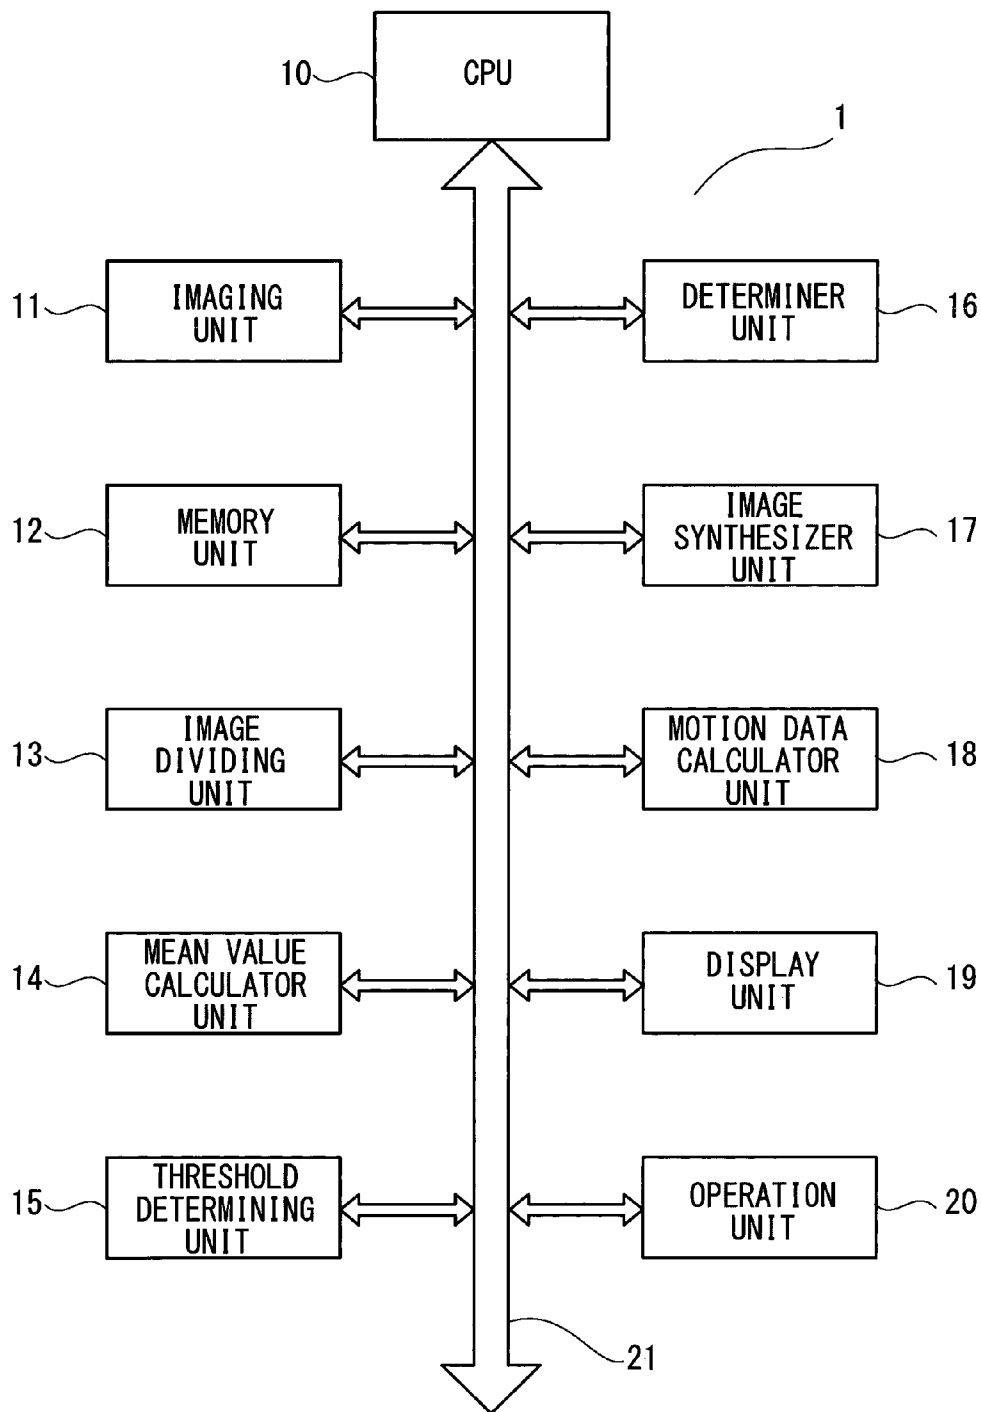 10
CPU
1
11
IMAGING
UNIT
DETERMINER
UNIT
16
12
MEMORY
UNIT
IMAGE
SYNTHESIZER
UNIT
17
13
IMAGE
DIVIDING
UNIT
MOTION DATA
CALCULATOR
UNIT
18
14
MEAN VALUE
CALCULATOR
UNIT
DISPLAY
UNIT
19
15
THRESHOLD
DETERMINING
UNIT
OPERATION
UNIT
20
21